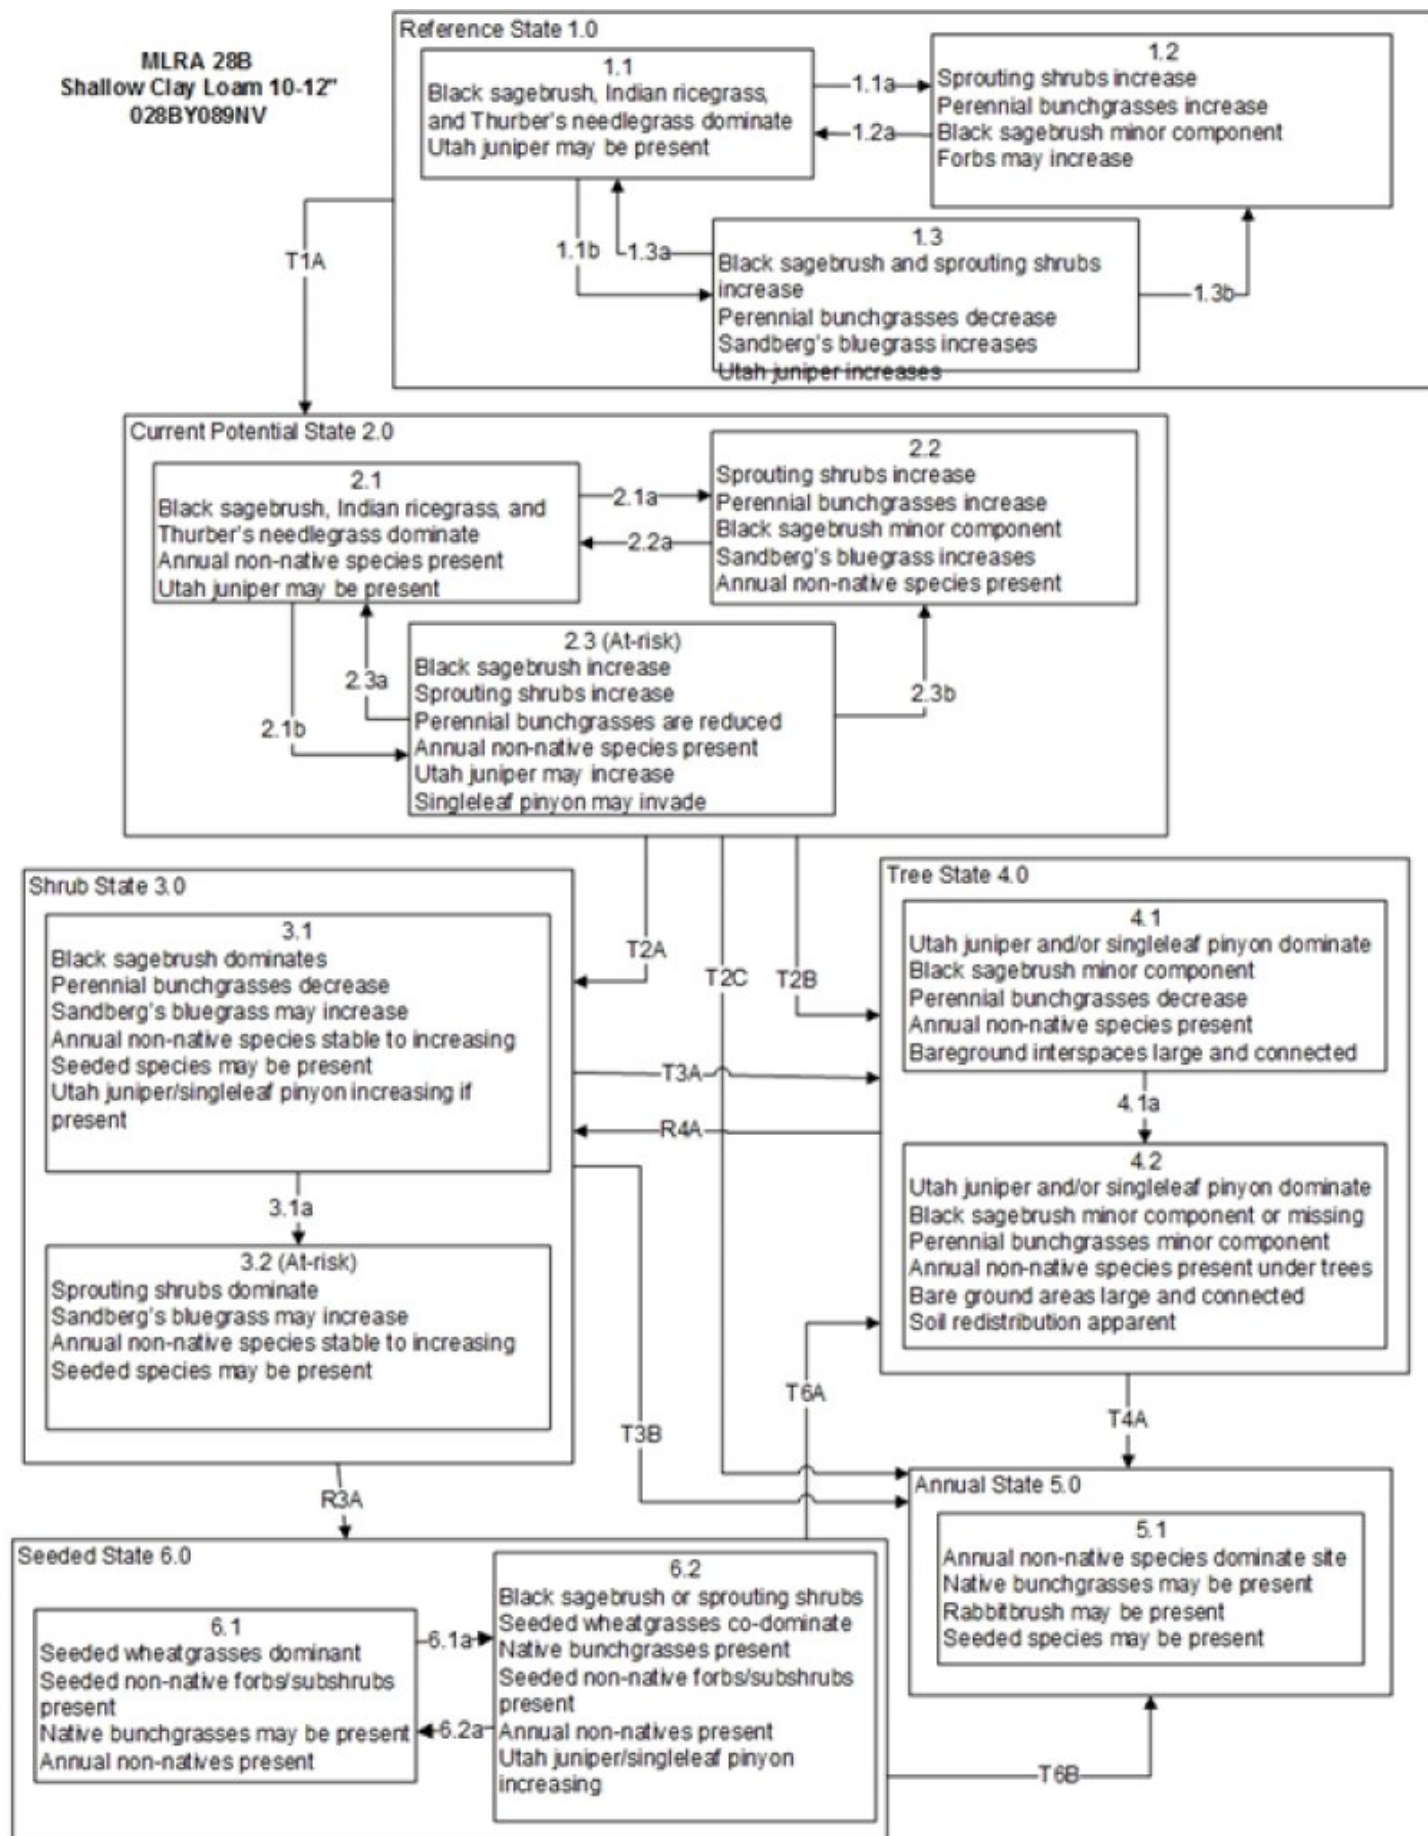 MLRA 28B
Shallow Clay Loam 10-12"
028BY089NV
Reference State 1.0
1.1
Black sagebrush, Indian ricegrass,
and Thurber's needlegrass dominate
Utah juniper may be present
1.1a
1.2a
1.2
Sprouting shrubs increase
Perennial bunchgrasses increase
Black sagebrush minor component
Forbs may increase
1.1b
1.3a
1.3
Black sagebrush and sprouting shrubs
increase
Perennial bunchgrasses decrease
Sandberg's bluegrass increases
Utah juniper increases
1.3b
T1A
Current Potential State 2.0
2.1
Black sagebrush, Indian ricegrass, and
Thurber's needlegrass dominate
Annual non-native species present
Utah juniper may be present
2.1a
2.2a
2.2
Sprouting shrubs increase
Perennial bunchgrasses increase
Black sagebrush minor component
Sandberg's bluegrass increases
Annual non-native species present
2.1b
2.3a
2.3 (At-risk)
Black sagebrush increase
Sprouting shrubs increase
Perennial bunchgrasses are reduced
Annual non-native species present
Utah juniper may increase
Singleleaf pinyon may invade
2.3b
T2A
T2C
T2B
Shrub State 3.0
3.1
Black sagebrush dominates
Perennial bunchgrasses decrease
Sandberg's bluegrass may increase
Annual non-native species stable to increasing
Seeded species may be present
Utah juniper/singleleaf pinyon increasing if
present
3.1a
3.2 (At-risk)
Sprouting shrubs dominate
Sandberg's bluegrass may increase
Annual non-native species stable to increasing
Seeded species may be present
T3A
R4A
Tree State 4.0
4.1
Utah juniper and/or singleleaf pinyon dominate
Black sagebrush minor component
Perennial bunchgrasses decrease
Annual non-native species present
Bareground interspaces large and connected
4.1a
4.2
Utah juniper and/or singleleaf pinyon dominate
Black sagebrush minor component or missing
Perennial bunchgrasses minor component
Annual non-native species present under trees
Bare ground areas large and connected
Soil redistribution apparent
T6A
T3B
T4A
R3A
Annual State 5.0
5.1
Annual non-native species dominate site
Native bunchgrasses may be present
Rabbitbrush may be present
Seeded species may be present
Seeded State 6.0
6.1
Seeded wheatgrasses dominant
Seeded non-native forbs/subshrubs
present
Native bunchgrasses may be present
Annual non-natives present
6.1a
6.2a
6.2
Black sagebrush or sprouting shrubs
Seeded wheatgrasses co-dominate
Native bunchgrasses present
Seeded non-native forbs/subshrubs
present
Annual non-natives present
Utah juniper/singleleaf pinyon
increasing
T6B